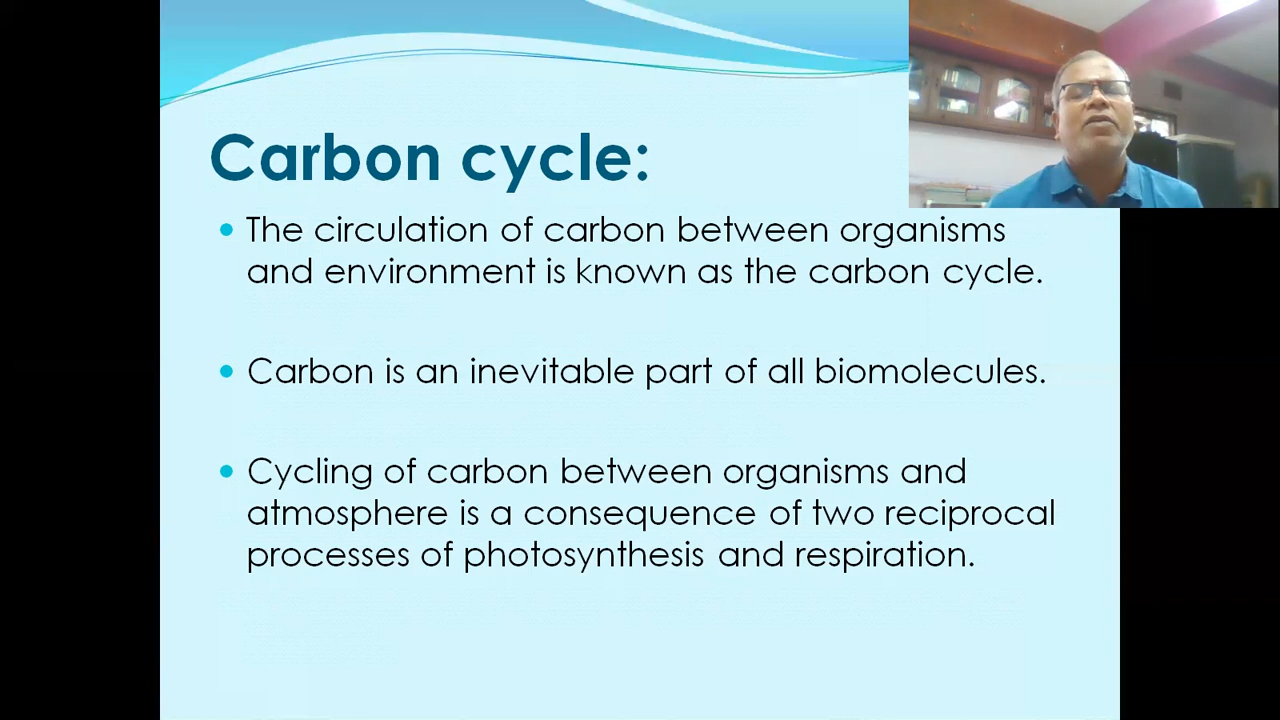 Carbon cycle:
• The circulation of carbon between organisms
and environment is known as the carbon cycle.
• Carbon is an inevitable part of all biomolecules.
• Cycling of carbon between organisms and
atmosphere is a consequence of two reciprocal
processes of photosynthesis and respiration.